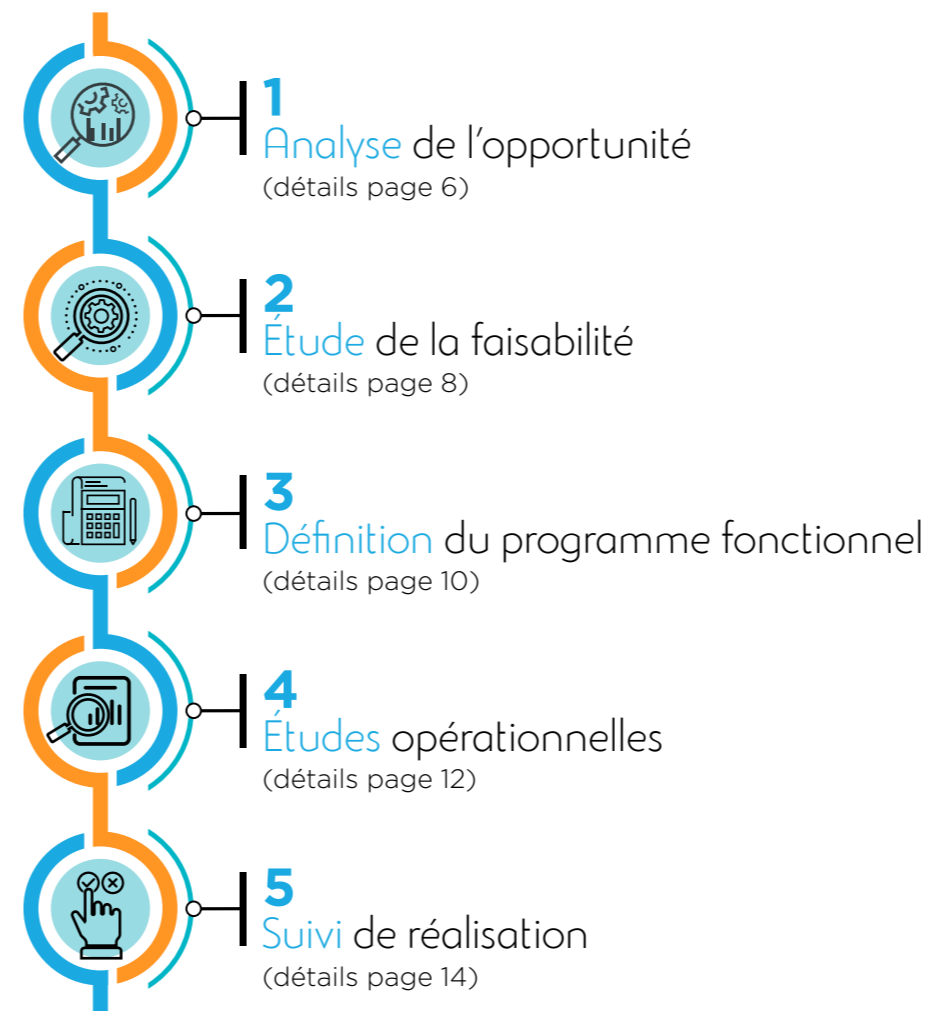 1
Analyse de l’opportunité
(détails page 6)
2
Étude de la faisabilité
(détails page 8)
3
Définition du programme fonctionnel
(détails page 10)
4
Études opérationnelles
(détails page 12)
5
Suivi de réalisation
(détails page 14)